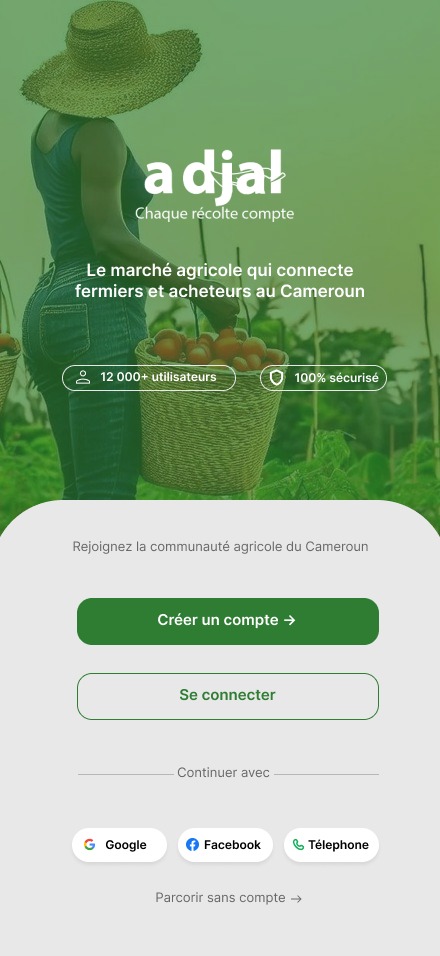 adjal
Chaque récolte compte
Le marché agricole qui connecte
fermiers et acheteurs au Cameroun
12 000+ utilisateurs
100% sécurisé
Rejoignez la communauté agricole du Cameroun
Créer un compte →
Se connecter
Continuer avec
Google
Facebook
Télephone
Parcorir sans compte →